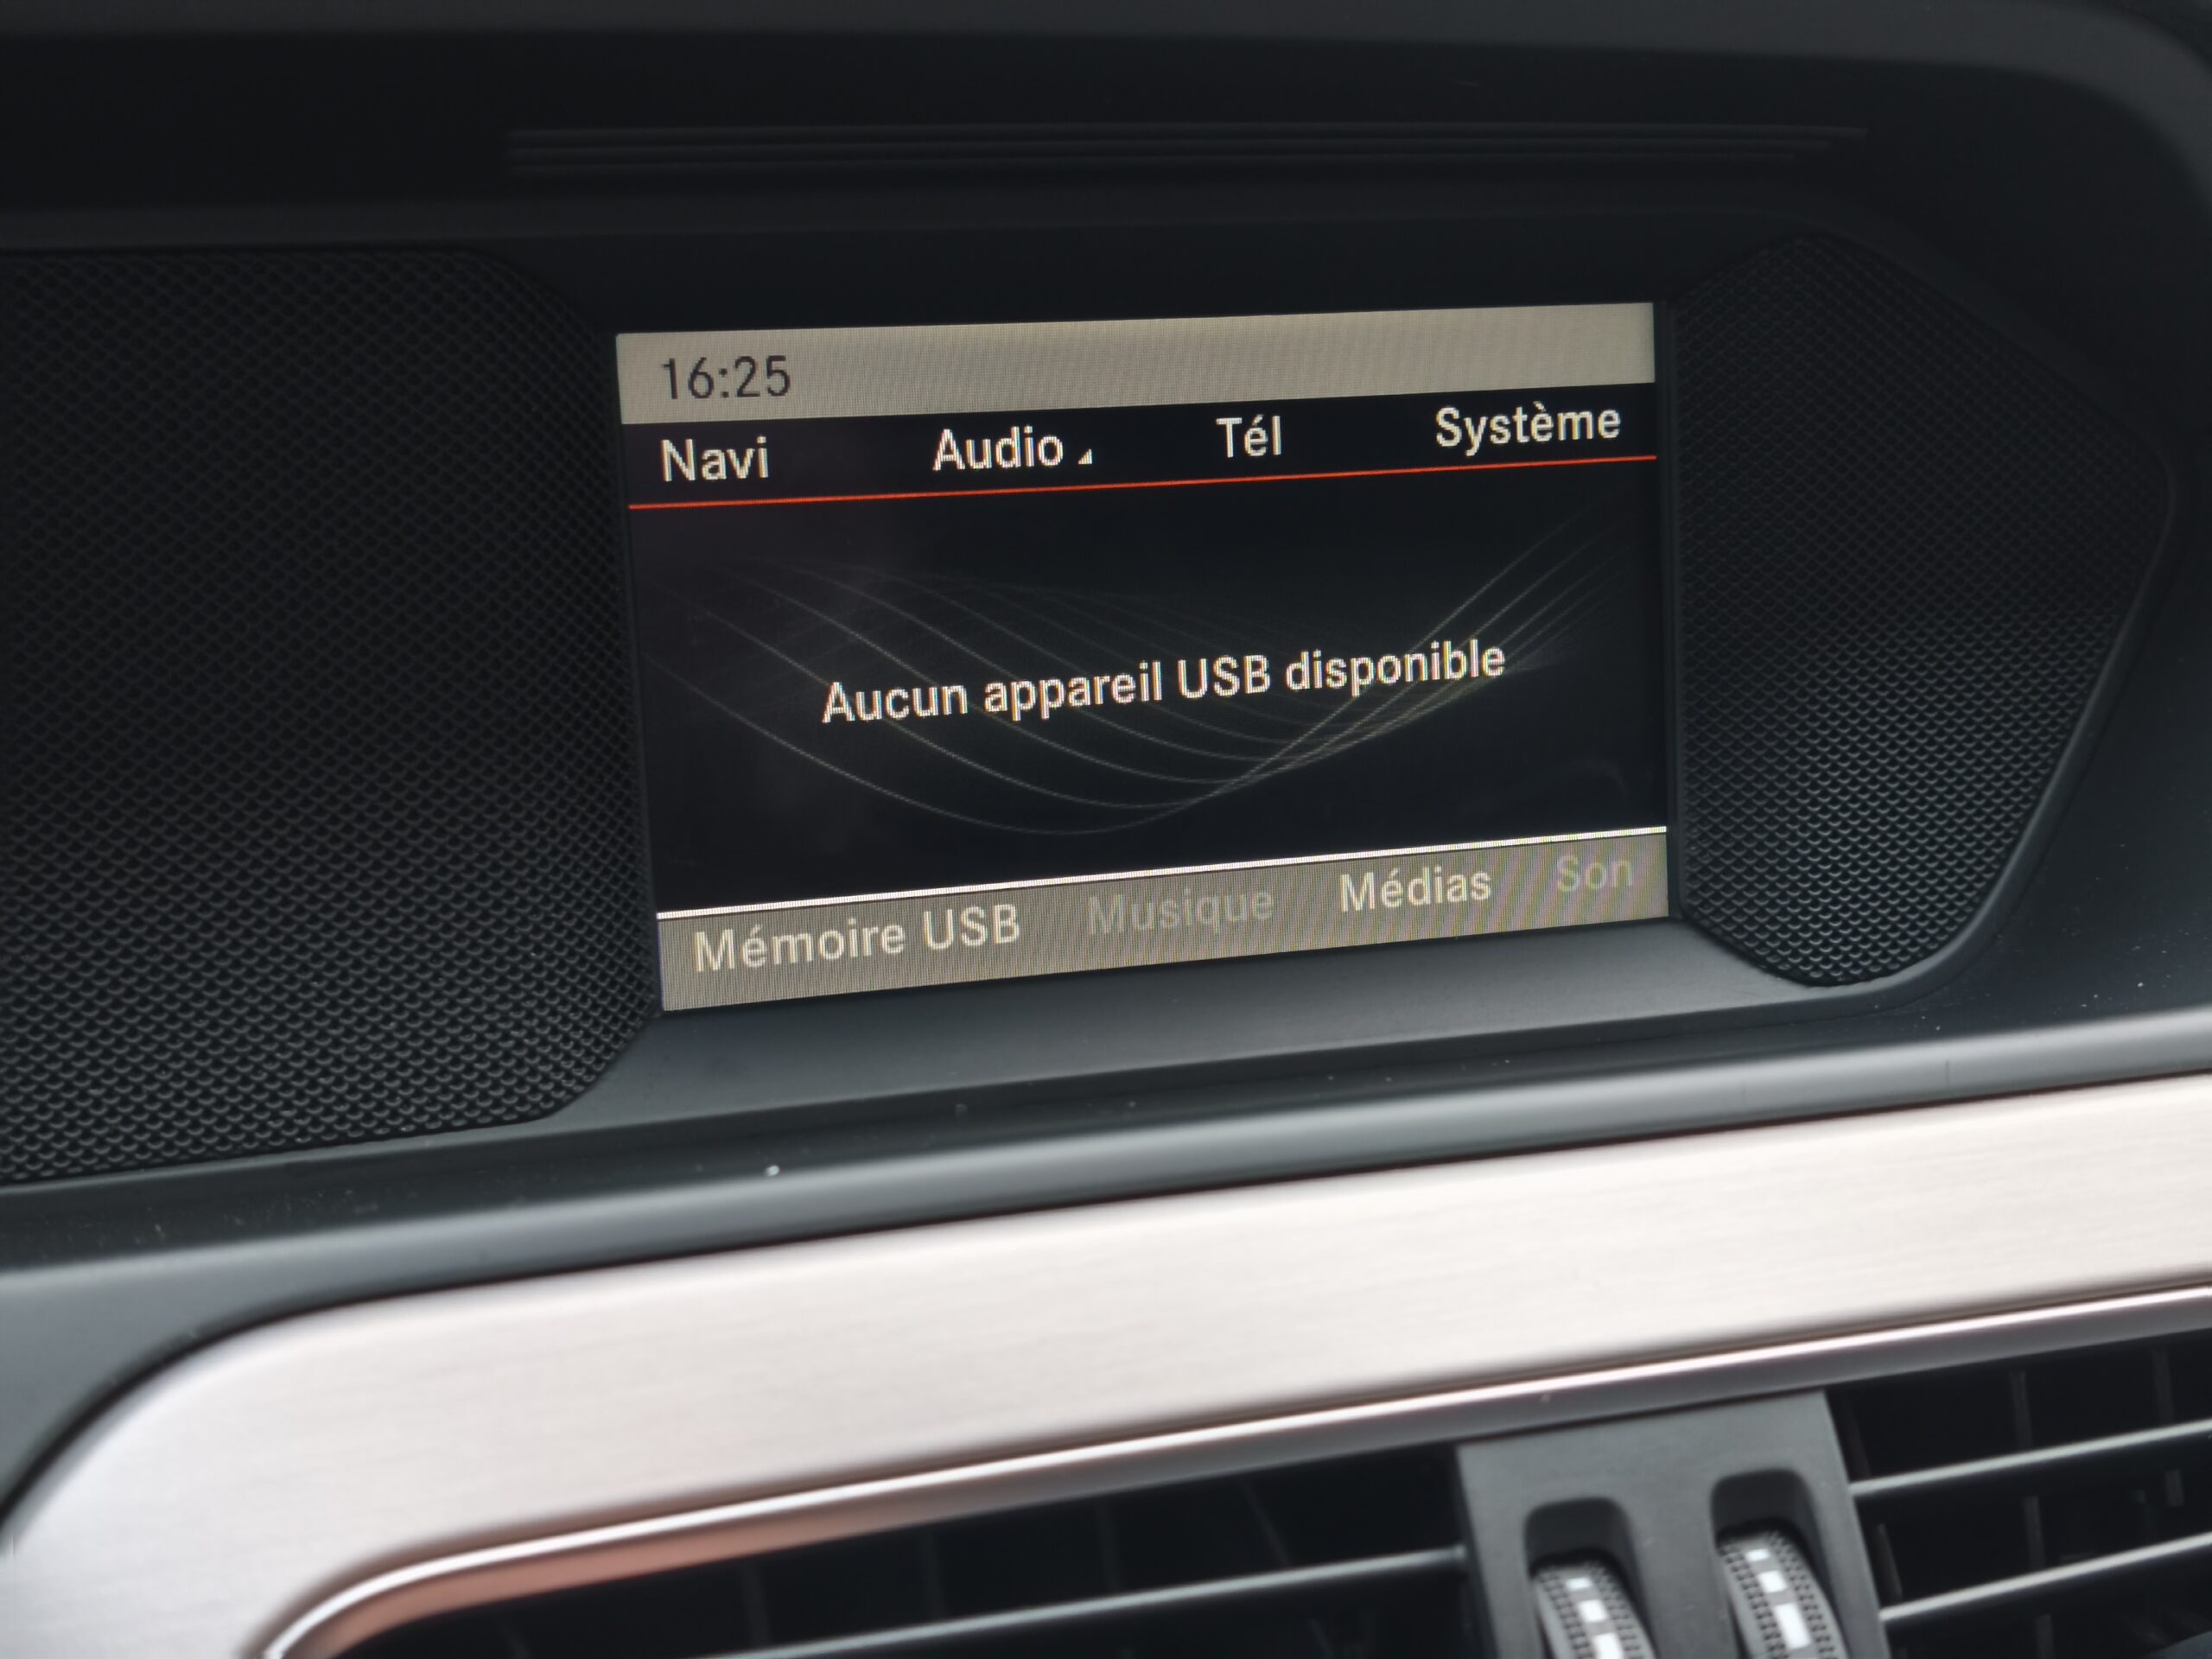 16:25
Navi Audio Tél Système
Aucun appareil USB disponible
Mémoire USB Musique Médias Son